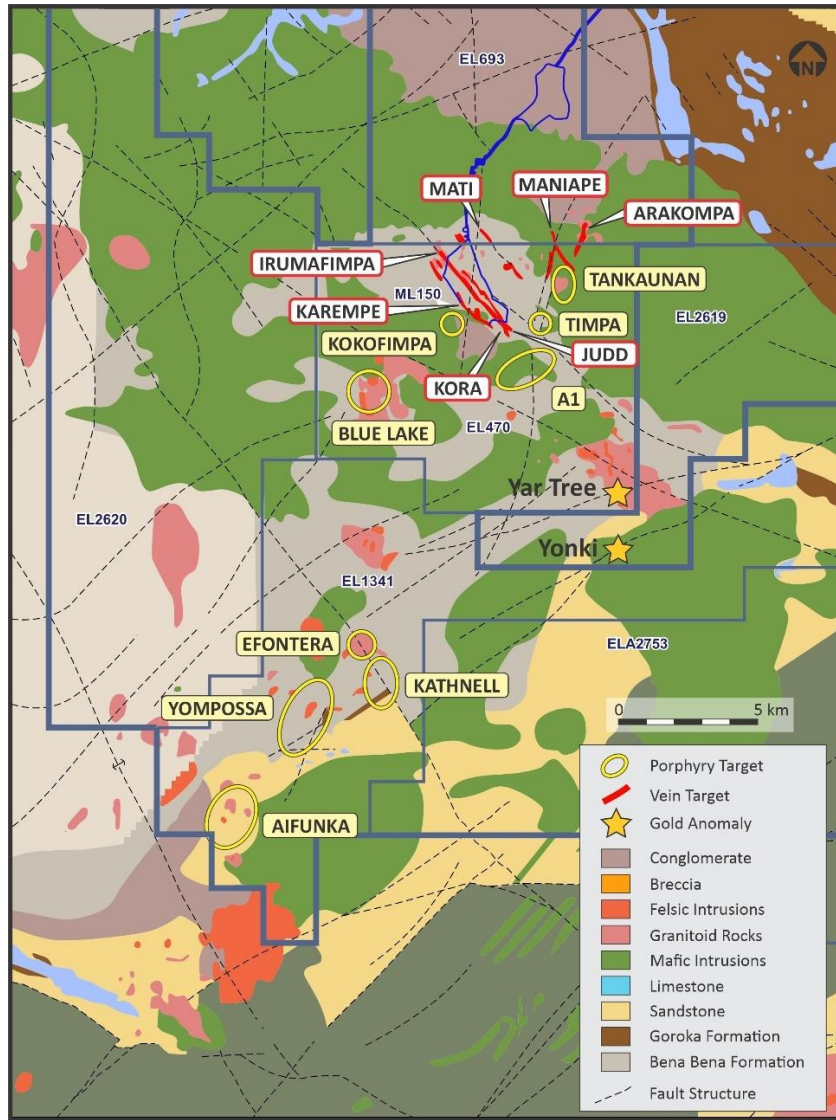 EL693
N
MATI
MANIAPE
ARAKOMPA
IRUMAFIMPA
TANKAUNAN
ML150
KAREMPE
TIMPA
EL2619
KOKOFIMPA
JUDD
KORA
A1
BLUE LAKE
EL470
Yar Tree
EL2620
Yonki
EL1341
EFONTERA
ELA2753
KATHNELL
YOMPOSSA
0 5 km
AIFUNKA
Porphyry Target
Vein Target
Gold Anomaly
Conglomerate
Breccia
Felsic Intrusions
Granitoid Rocks
Mafic Intrusions
Limestone
Sandstone
Goroka Formation
Bena Bena Formation
Fault Structure